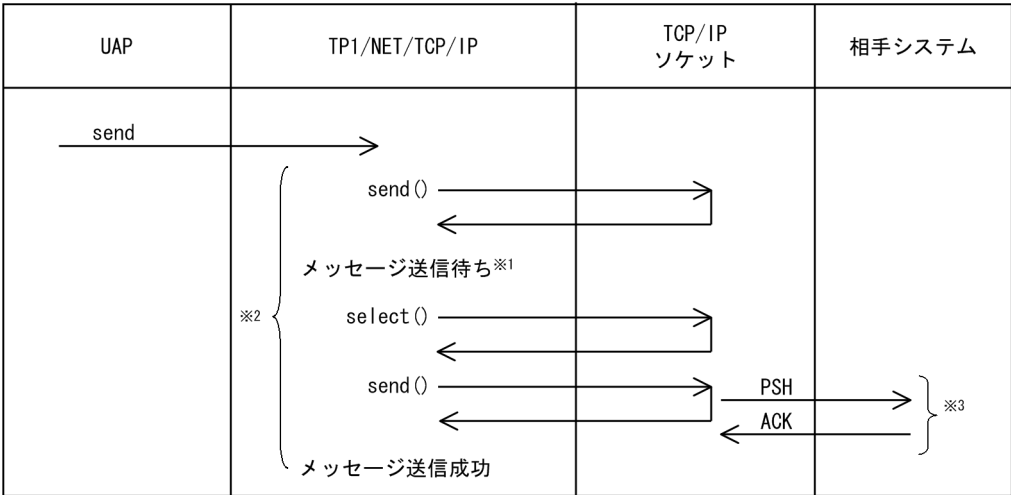 UAP
TP1/NET/TCP/IP
TCP/IP
ソケット
相手システム
send
send()
メッセージ送信待ち※1
※2
select()
send()
PSH
※3
ACK
メッセージ送信成功